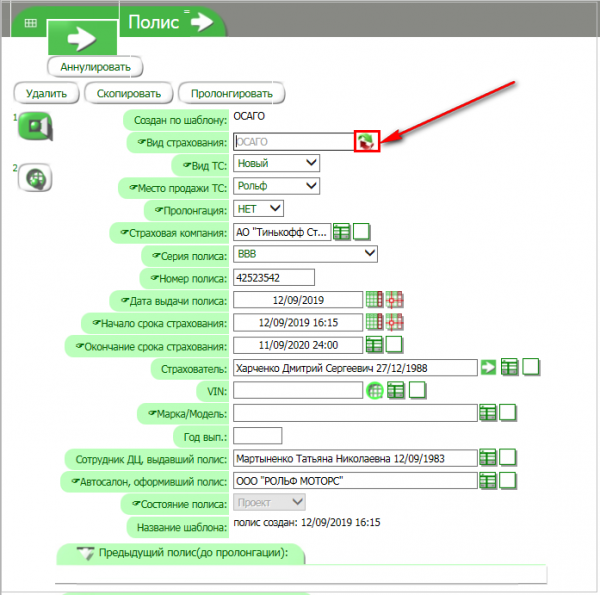 Полис =
Аннулировать
Удалить Скопировать Пролонгировать
1
2
Создан по шаблону: ОСАГО
Вид страхования: ОСАГО
Вид ТС: Новый
Место продажи ТС: Рольф
Пролонгация: НЕТ
Страховая компания: АО "Тинькофф Ст...
Серия полиса: ВВВ
Номер полиса: 42523542
Дата выдачи полиса: 12/09/2019
Начало срока страхования: 12/09/2019 16:15
Окончание срока страхования: 11/09/2020 24:00
Страхователь: Харченко Дмитрий Сергеевич 27/12/1988
VIN:
Марка/Модель:
Год вып.:
Сотрудник ДЦ, выдавший полис: Мартыненко Татьяна Николаевна 12/09/1983
Автосалон, оформивший полис: ООО "РОЛЬФ МОТОРС"
Состояние полиса: Проект
Название шаблона: полис создан: 12/09/2019 16:15
Предыдущий полис(до пролонгации):